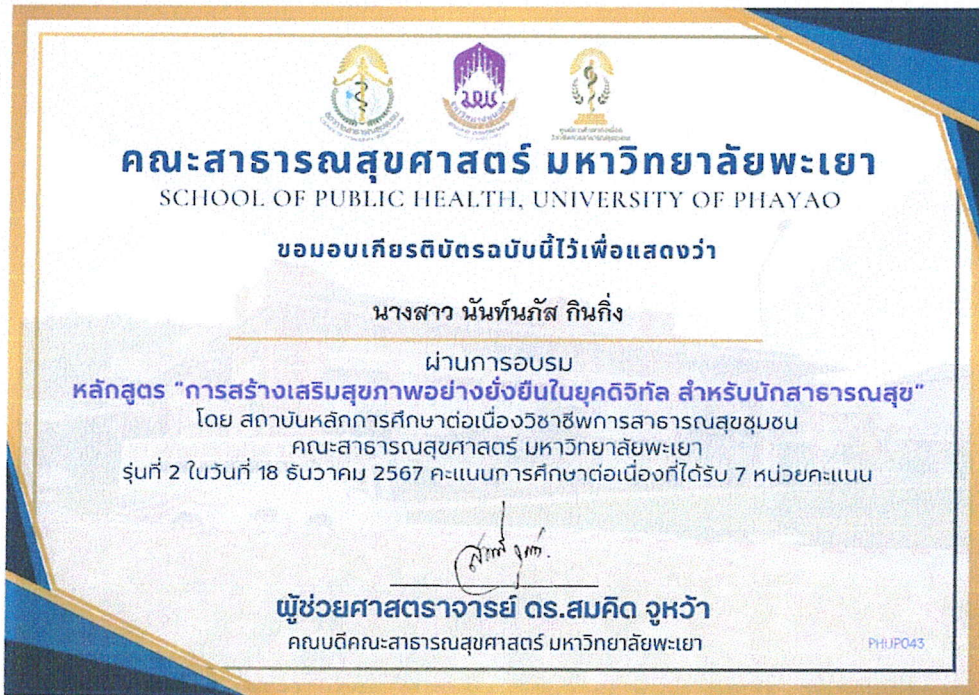 คณะสาธารณสุขศาสตร์ มหาวิทยาลัยพะเยา
SCHOOL OF PUBLIC HEALTH, UNIVERSITY OF PHAYAO
ขอมอบเกียรติบัตรฉบับนี้ไว้เพื่อแสดงว่า
นางสาว นันท์นภัส กินกิ่ง
ผ่านการอบรม
หลักสูตร “การสร้างเสริมสุขภาพอย่างยั่งยืนในยุคดิจิทัล สำหรับนักสาธารณสุข”
โดย สถาบันหลักการศึกษาต่อเนื่องวิชาชีพการสาธารณสุขชุมชน
คณะสาธารณสุขศาสตร์ มหาวิทยาลัยพะเยา
รุ่นที่ 2 ในวันที่ 18 ธันวาคม 2567 คะแนนการศึกษาต่อเนื่องที่ได้รับ 7 หน่วยคะแนน
ผู้ช่วยศาสตราจารย์ ดร.สมคิด จูหว้า
คณบดีคณะสาธารณสุขศาสตร์ มหาวิทยาลัยพะเยา